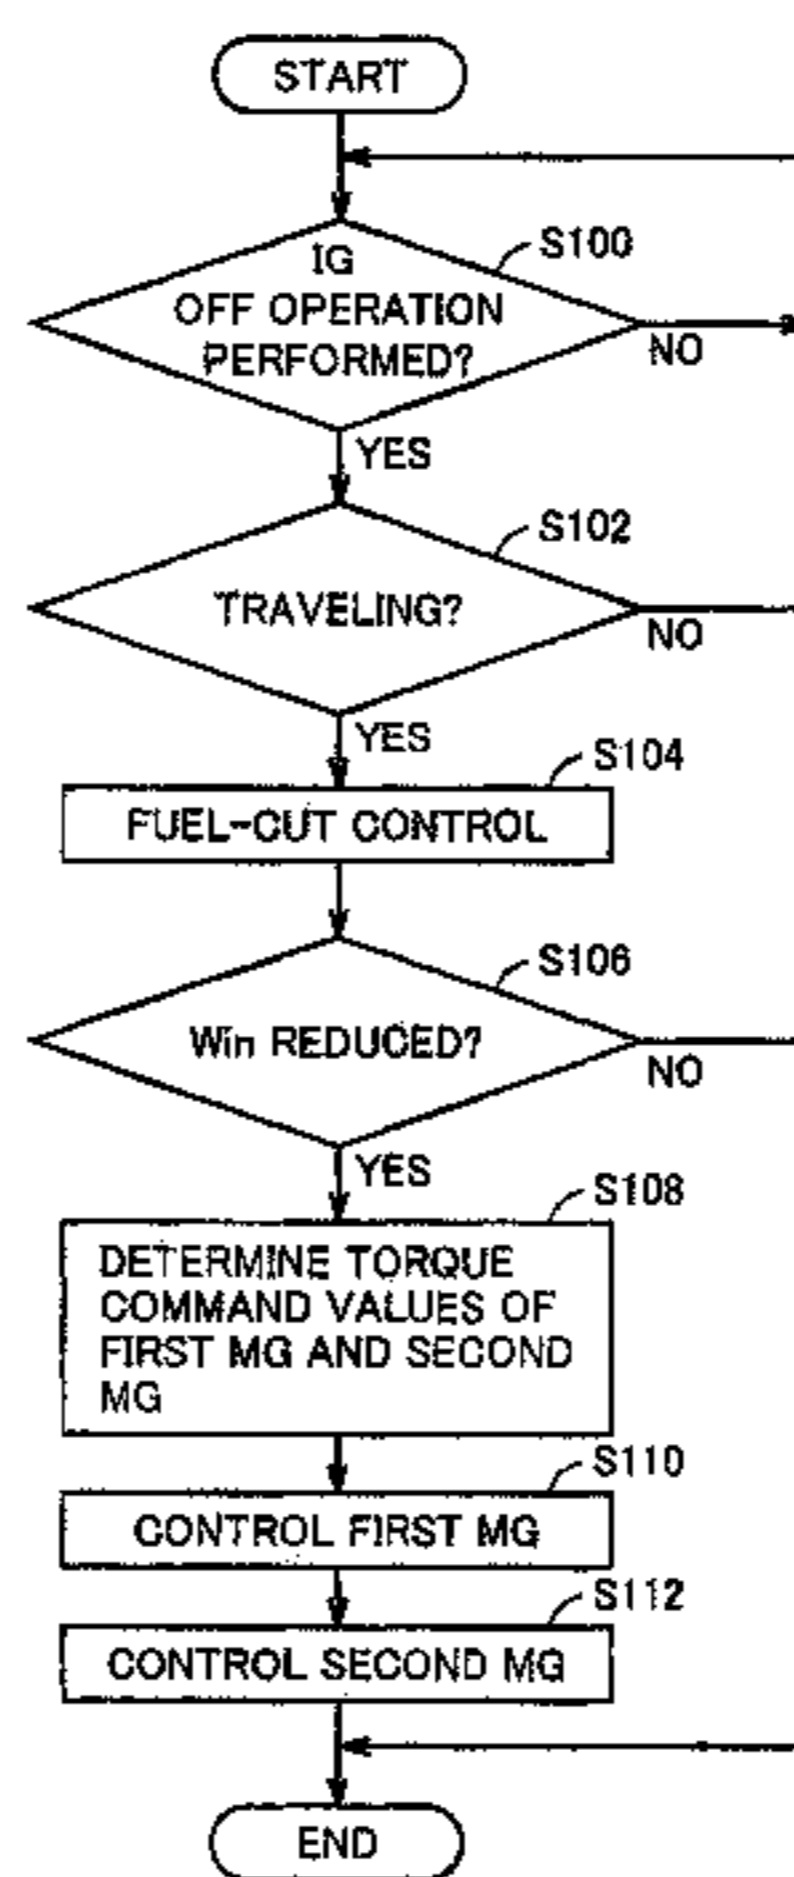 START
S100
IG
OFF OPERATION
PERFORMED?
NO
YES
S102
TRAVELING?
NO
YES
S104
FUEL-CUT CONTROL
S106
Win REDUCED?
NO
YES
S108
DETERMINE TORQUE
COMMAND VALUES OF
FIRST MG AND SECOND
MG
S110
CONTROL FIRST MG
S112
CONTROL SECOND MG
END